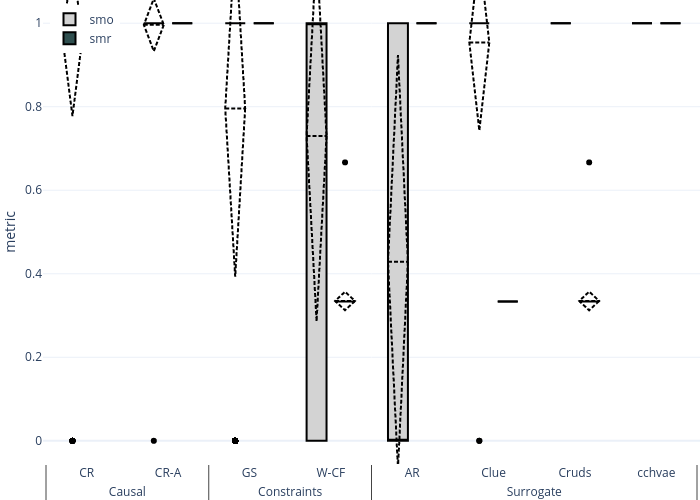 smo
smr
1
0.8
0.6
0.4
0.2
0
metric
CR CR-A GS W-CF AR Clue Cruds cchvae
Causal Constraints Surrogate